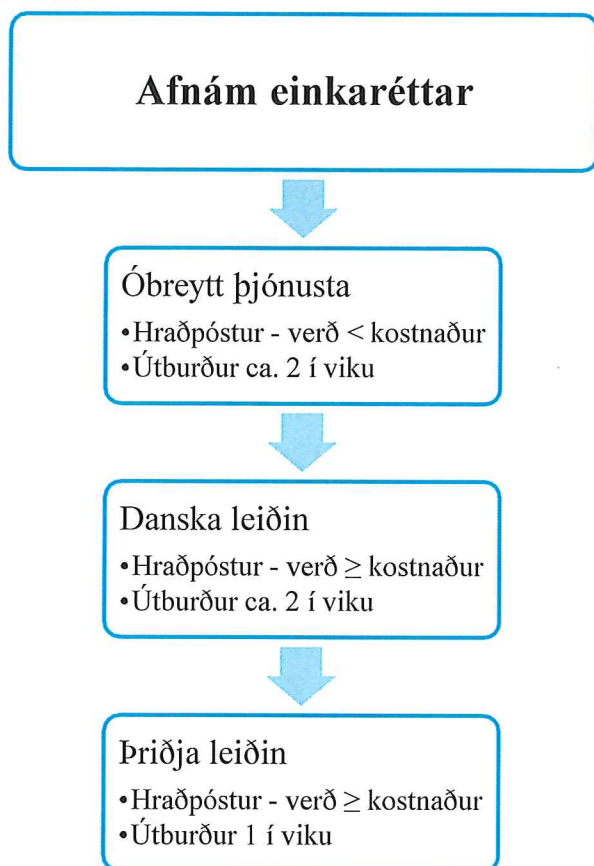 Afnám einkaréttar
Óbreytt þjónusta
•Hraðpóstur - verð < kostnaður
•Útburður ca. 2 í viku
Danska leiðin
•Hraðpóstur - verð ≥ kostnaður
•Útburður ca. 2 í viku
Þriðja leiðin
•Hraðpóstur - verð ≥ kostnaður
•Útburður 1 í viku